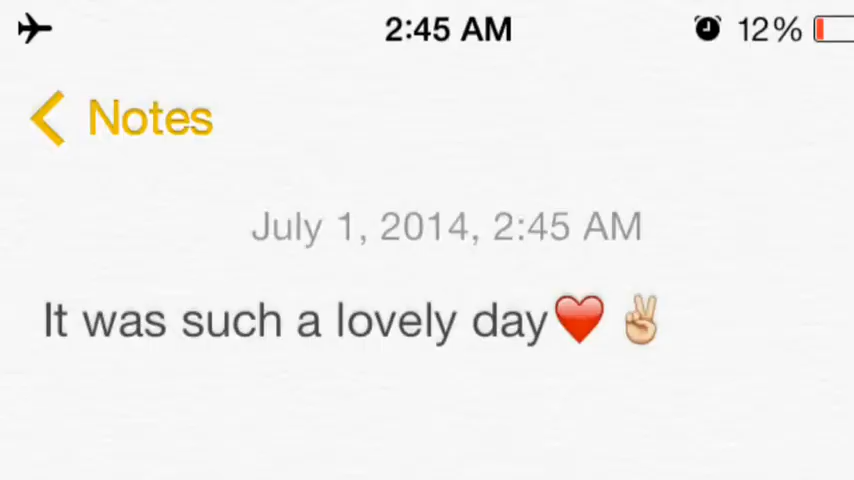 2:45 AM 12%
Notes
July 1, 2014, 2:45 AM
It was such a lovely day❤️ ✌🏼